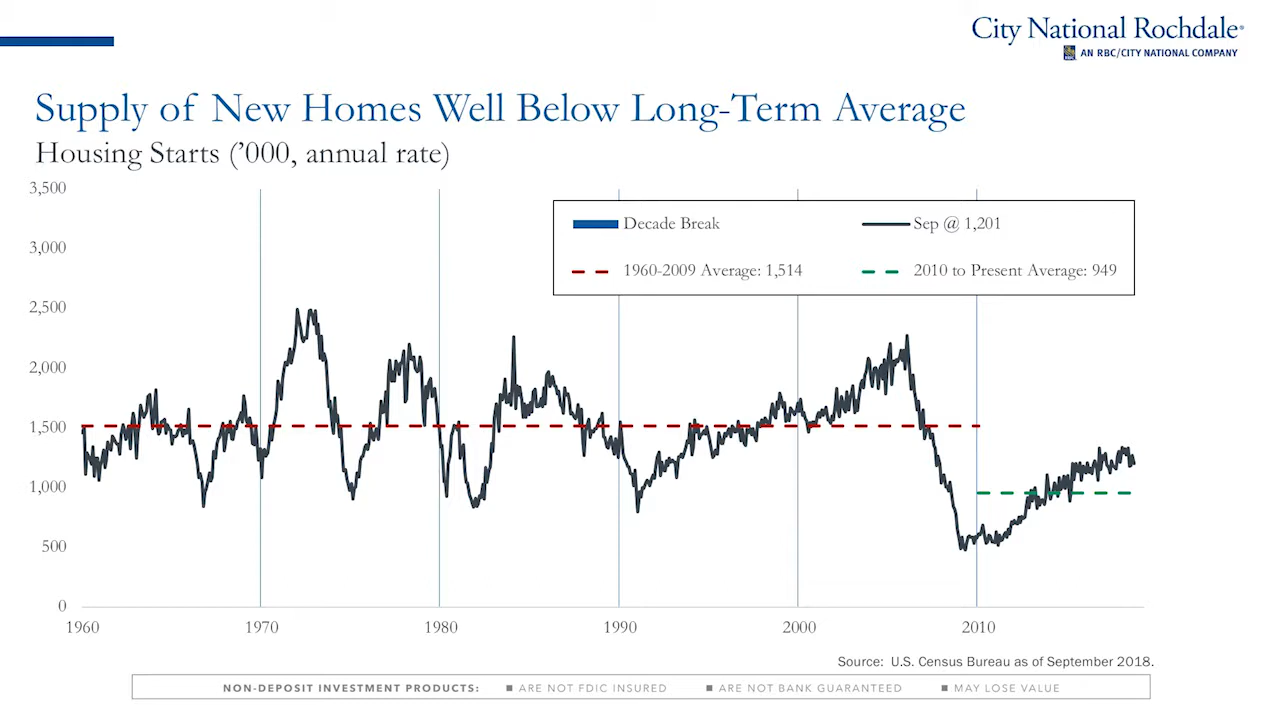 City National Rochdale®
RBC AN RBC/CITY NATIONAL COMPANY
Supply of New Homes Well Below Long-Term Average
Housing Starts (’000, annual rate)
3,500
3,000
2,500
2,000
1,500
1,000
500
0
Decade Break
Sep @ 1,201
1960-2009 Average: 1,514
2010 to Present Average: 949
1960 1970 1980 1990 2000 2010
Source: U.S. Census Bureau as of September 2018.
NON-DEPOSIT INVESTMENT PRODUCTS: ■ ARE NOT FDIC INSURED ■ ARE NOT BANK GUARANTEED ■ MAY LOSE VALUE